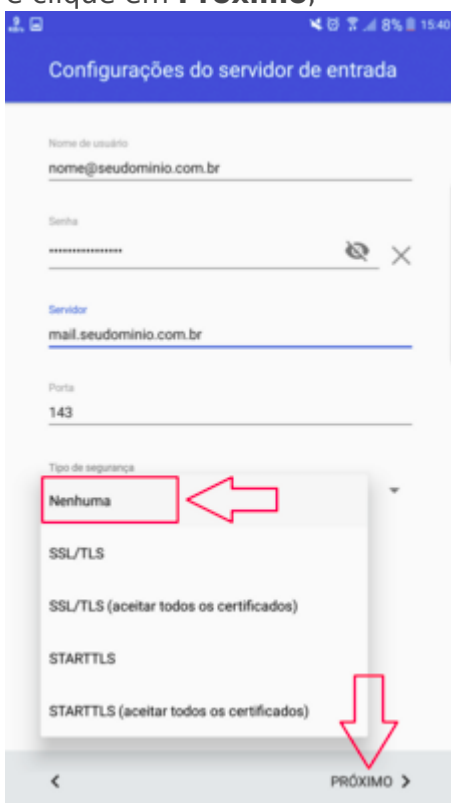 e clique em Próximo;
8% 15:40
Configurações do servidor de entrada
Nome de usuário
nome@seudominio.com.br
Senha
••••••••••••••••
Servidor
mail.seudominio.com.br
Porta
143
Tipo de segurança
Nenhuma
SSL/TLS
SSL/TLS (aceitar todos os certificados)
STARTTLS
STARTTLS (aceitar todos os certificados)
< PRÓXIMO >